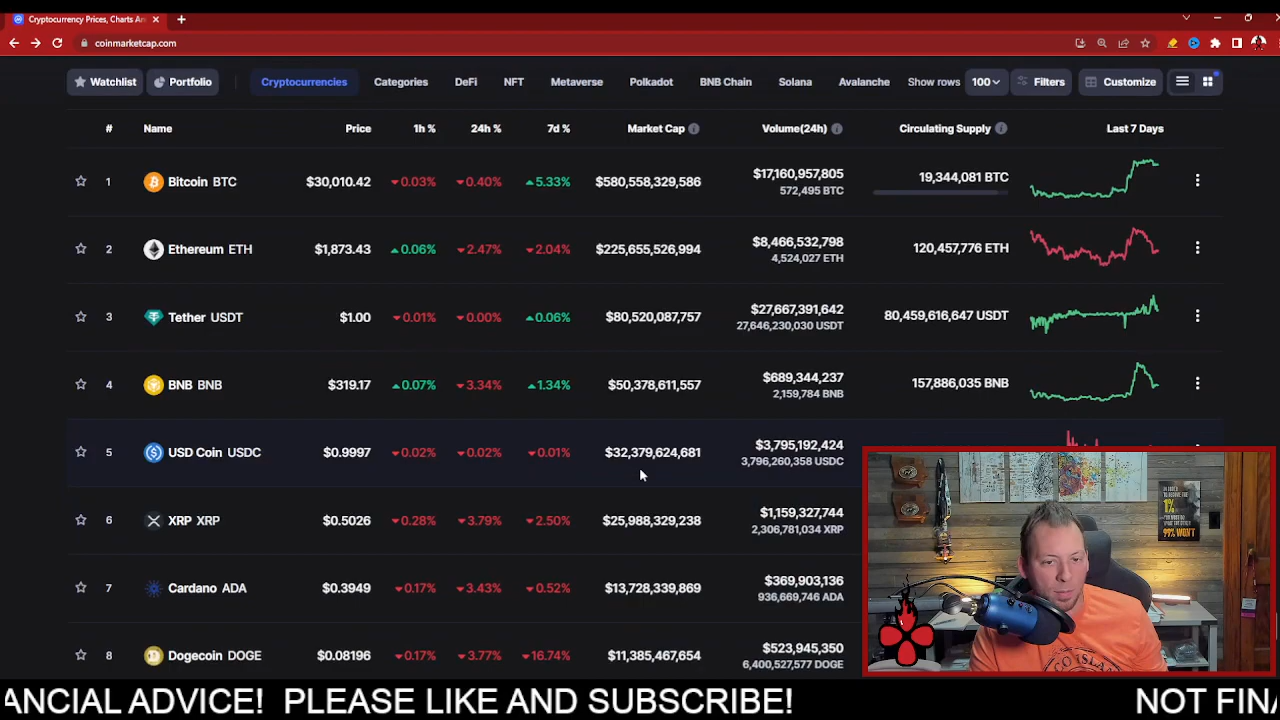 Cryptocurrency Prices, Charts An
coinmarketcap.com
Watchlist Portfolio Cryptocurrencies Categories DeFi NFT Metaverse Polkadot BNB Chain Solana Avalanche Show rows 100 Filters Customize
# Name Price 1h % 24h % 7d % Market Cap Volume(24h) Circulating Supply Last 7 Days
1 Bitcoin BTC $30,010.42 0.03% 0.40% 5.33% $580,558,329,586 $17,160,957,805 19,344,081 BTC
572,495 BTC
2 Ethereum ETH $1,873.43 0.06% 2.47% 2.04% $225,655,526,994 $8,466,532,798 120,457,776 ETH
4,524,027 ETH
3 Tether USDT $1.00 0.01% 0.00% 0.06% $80,520,087,757 $27,667,391,642 80,459,616,647 USDT
27,646,230,030 USDT
4 BNB BNB $319.17 0.07% 3.34% 1.34% $50,378,611,557 $689,344,237 157,886,035 BNB
2,159,784 BNB
5 USD Coin USDC $0.9997 0.02% 0.02% 0.01% $32,379,624,681 $3,795,192,424
3,796,260,358 USDC
6 XRP XRP $0.5026 0.28% 3.79% 2.50% $25,988,329,238 $1,159,327,744
2,306,781,034 XRP
7 Cardano ADA $0.3949 0.17% 3.43% 0.52% $13,728,339,869 $369,903,136
936,669,746 ADA
8 Dogecoin DOGE $0.08196 0.17% 3.77% 16.74% $11,385,467,654 $523,945,350
6,400,527,577 DOGE
1%
99% WON'T
ANCIAL ADVICE! PLEASE LIKE AND SUBSCRIBE! NOT FINA